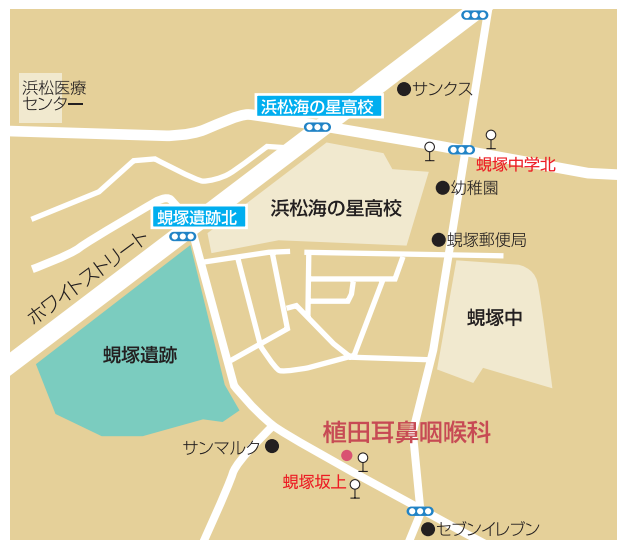 浜松医療
センター
サンクス
浜松海の星高校
蜆塚中学北
幼稚園
浜松海の星高校
蜆塚遺跡北
蜆塚郵便局
ホワイトストリート
蜆塚中
蜆塚遺跡
植田耳鼻咽喉科
サンマルク
蜆塚坂上
セブンイレブン